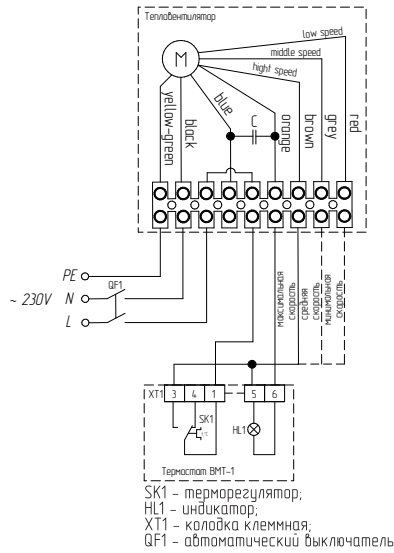 Тепловентилятор
low speed
middle speed
hight speed
M
yellow-green
black
blue
C
orange
brown
grey
red
PE
QF1
~ 230V
N
L
максимальная
скорость
средняя
скорость
минимальная
скорость
XT1
3
4
1
5
6
SK1
t°C
HL1
Термостат ВМТ-1
SK1 – терморегулятор;
HL1 – индикатор;
XT1 – колодка клеммная;
QF1 – автоматический выключатель